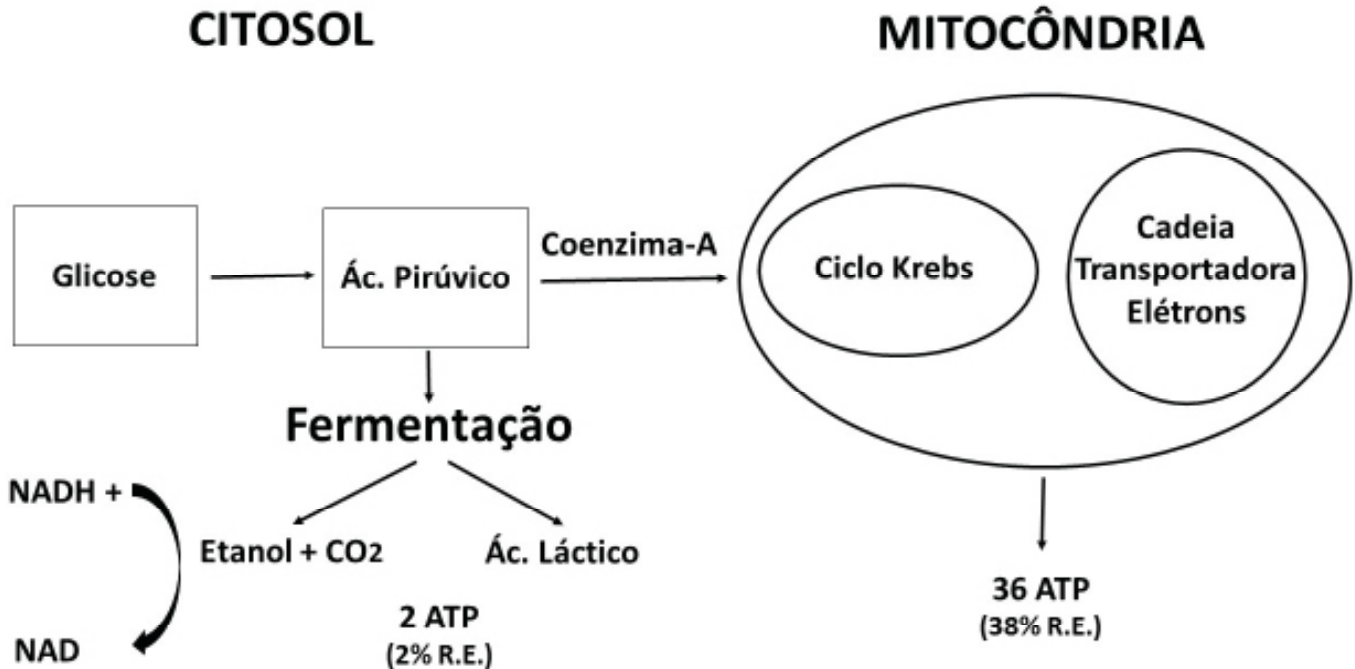 CITOSOL
MITOCÔNDRIA
Glicose
Ác. Pirúvico
Coenzima-A
Ciclo Krebs
Cadeia
Transportadora
Elétrons
Fermentação
NADH +
NAD
Etanol + CO2
Ác. Láctico
2 ATP
(2% R.E.)
36 ATP
(38% R.E.)